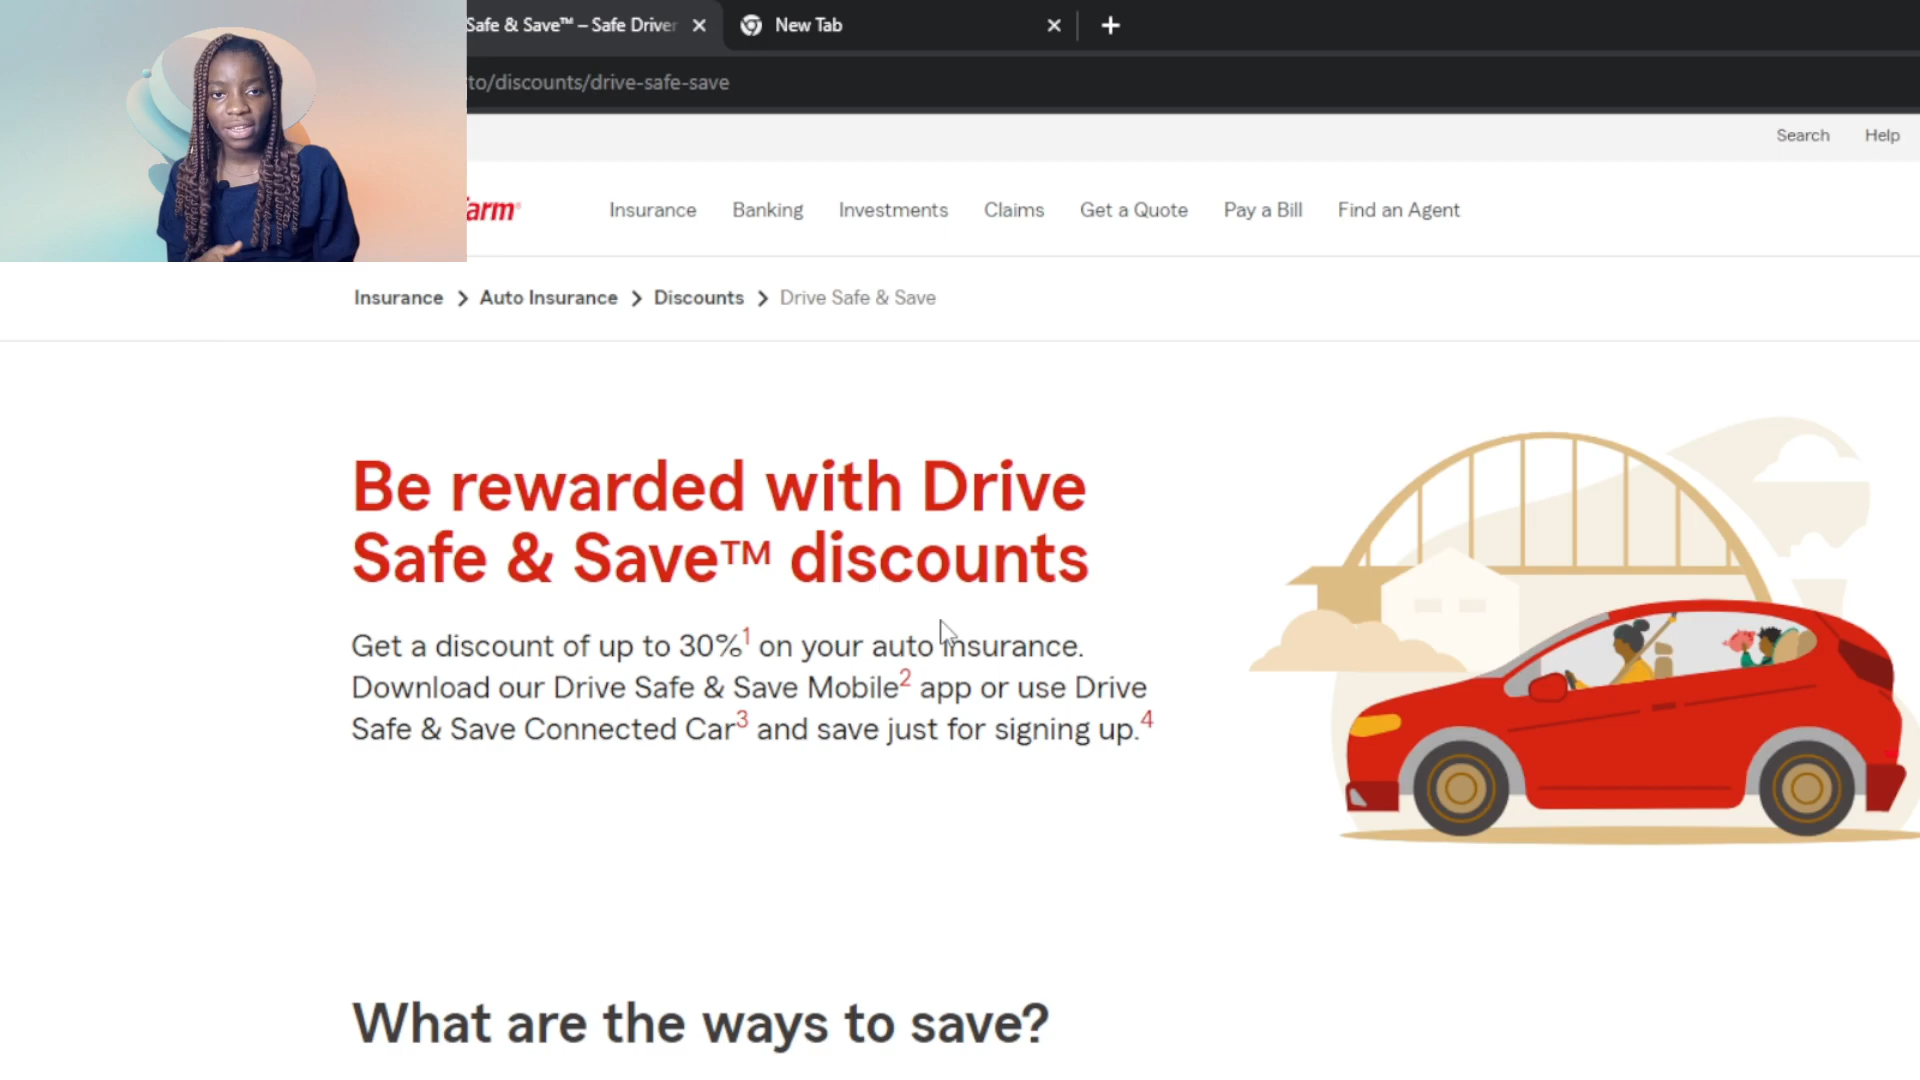 Safe & Save™ – Safe Driver
New Tab
to/discounts/drive-safe-save
Search Help
arm®
Insurance Banking Investments Claims Get a Quote Pay a Bill Find an Agent
Insurance > Auto Insurance > Discounts > Drive Safe & Save
Be rewarded with Drive
Safe & Save™ discounts
Get a discount of up to 30%¹ on your auto insurance.
Download our Drive Safe & Save Mobile² app or use Drive
Safe & Save Connected Car³ and save just for signing up.⁴
What are the ways to save?